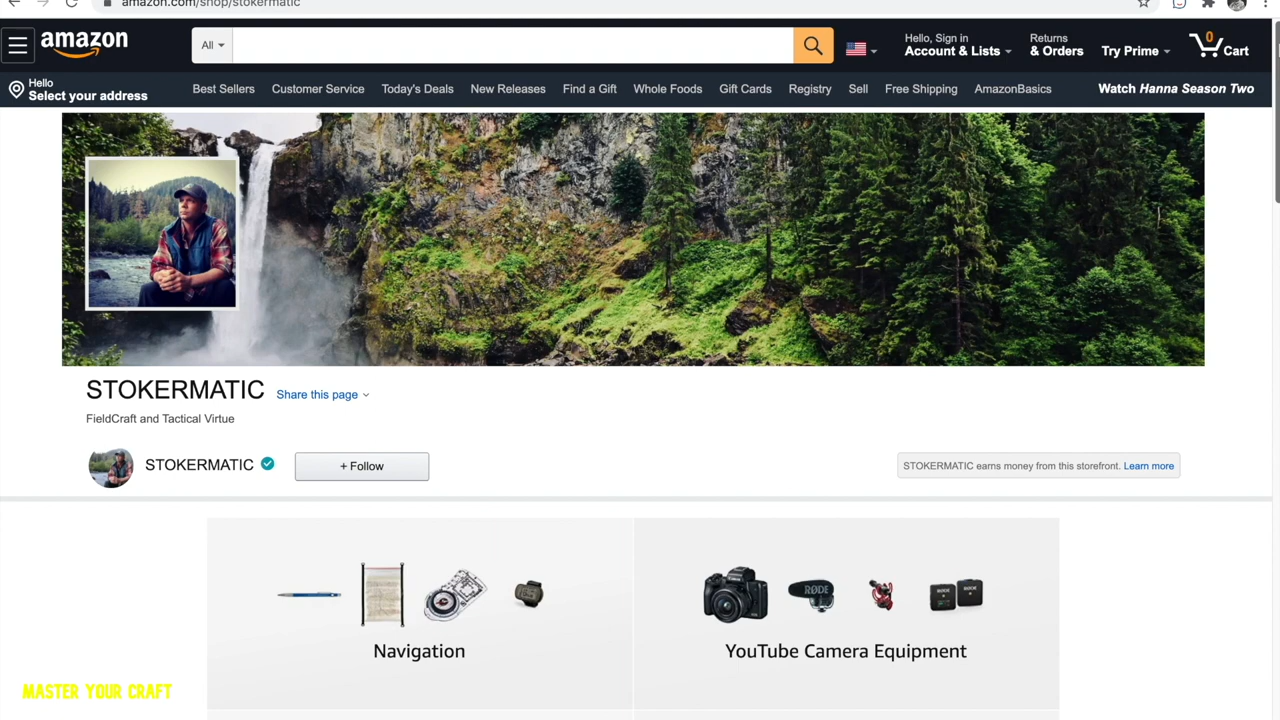 amazon.com/shop/stokermatic
amazon
All
Hello, Sign in
Account & Lists
Returns
& Orders
Try Prime
0
Cart
Hello
Select your address
Best Sellers
Customer Service
Today's Deals
New Releases
Find a Gift
Whole Foods
Gift Cards
Registry
Sell
Free Shipping
AmazonBasics
Watch Hanna Season Two
STOKERMATIC
Share this page
FieldCraft and Tactical Virtue
STOKERMATIC
+ Follow
STOKERMATIC earns money from this storefront. Learn more
RØDE
Navigation
YouTube Camera Equipment
MASTER YOUR CRAFT